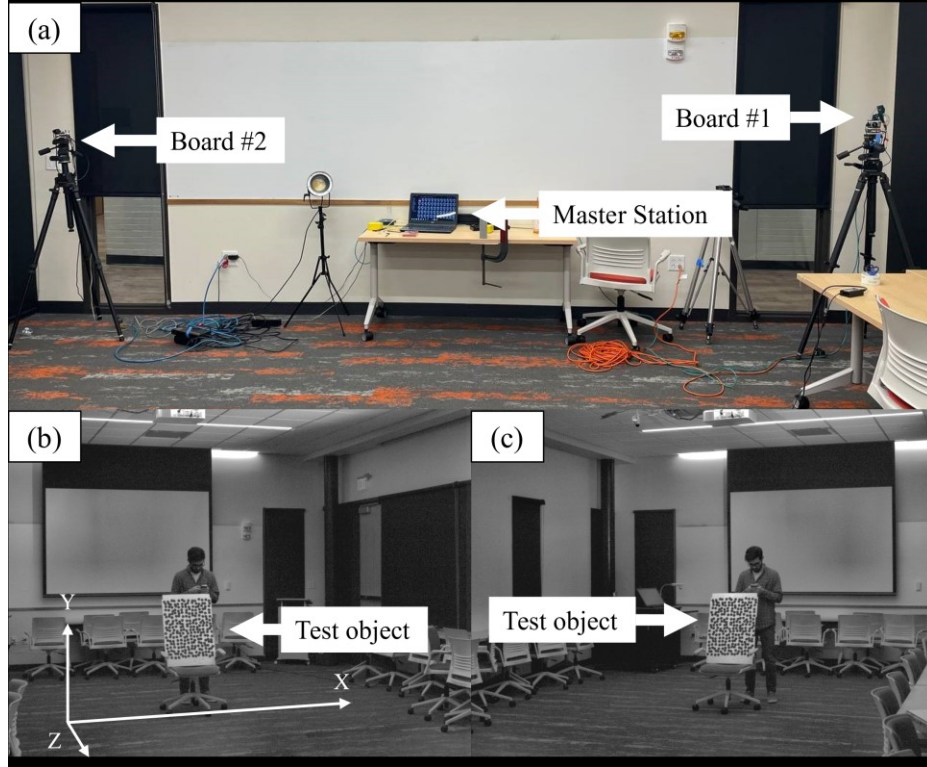 (a)
Board #2
Board #1
Master Station
(b)
(c)
Test object
Test object
Y
X
Z